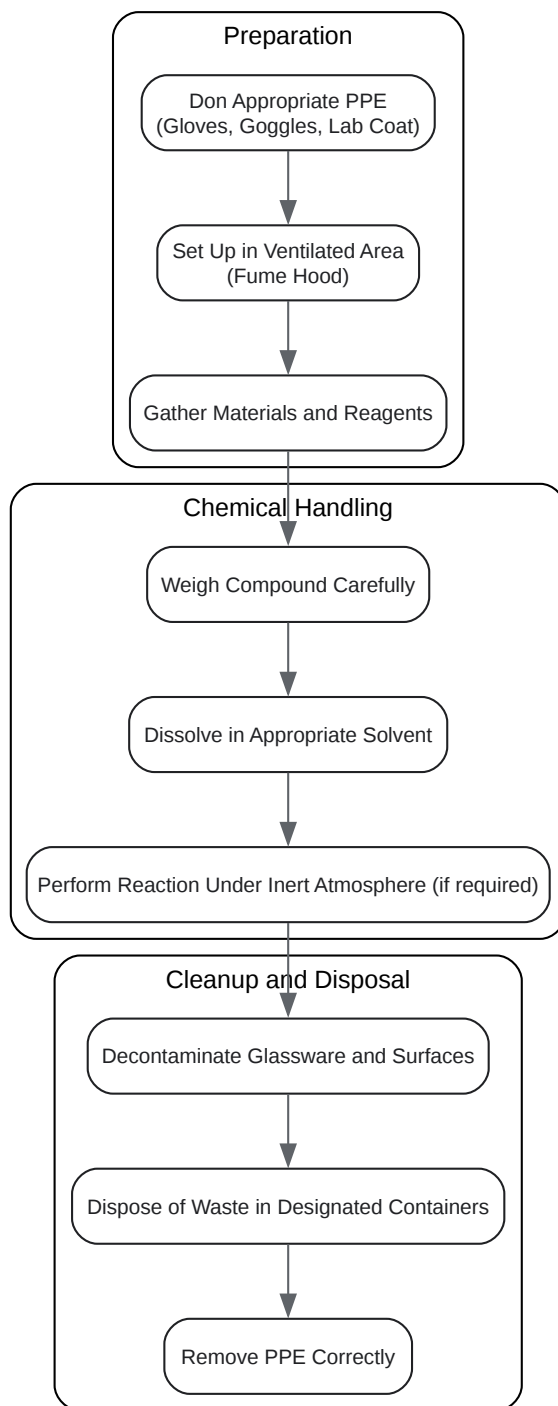 Preparation
Don Appropriate PPE
(Gloves, Goggles, Lab Coat)
Set Up in Ventilated Area
(Fume Hood)
Gather Materials and Reagents
Chemical Handling
Weigh Compound Carefully
Dissolve in Appropriate Solvent
Perform Reaction Under Inert Atmosphere (if required)
Cleanup and Disposal
Decontaminate Glassware and Surfaces
Dispose of Waste in Designated Containers
Remove PPE Correctly